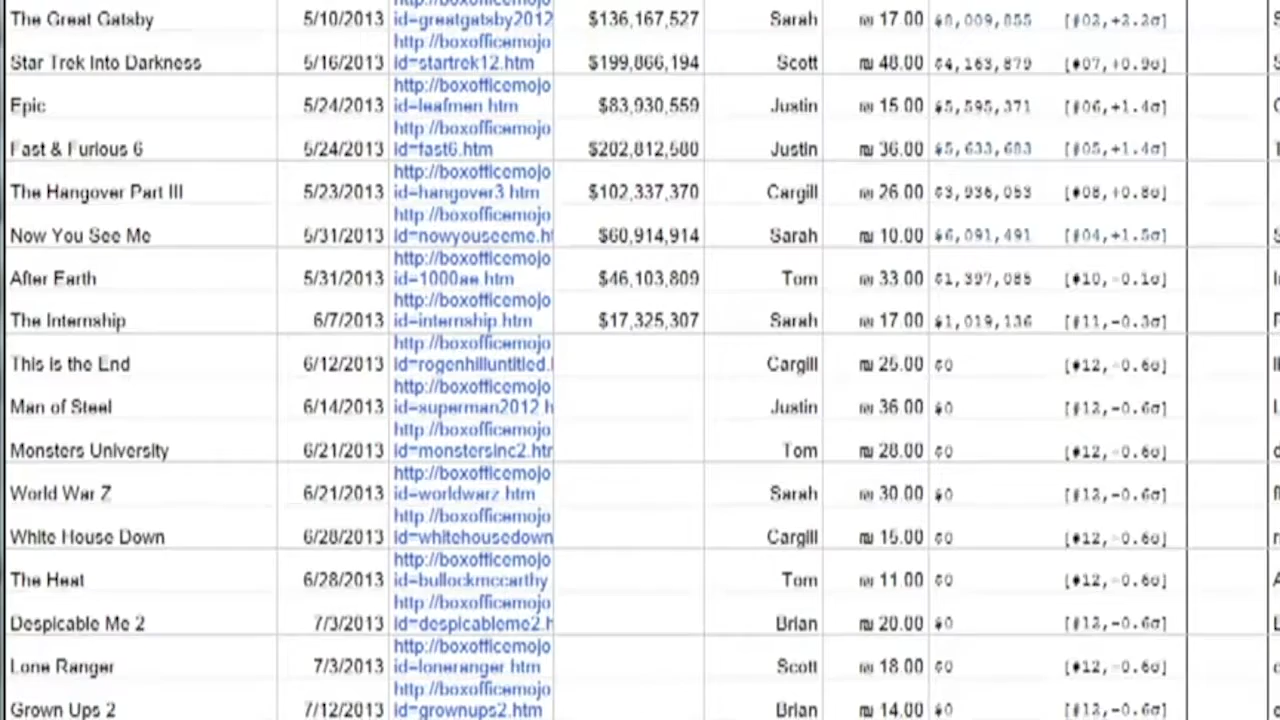 The Great Gatsby 5/10/2013 id=greatgatsby2012 $136,167,527 Sarah ₪ 17.00 $8,009,855 [#03,+2.2σ]
http://boxofficemojo
Star Trek Into Darkness 5/16/2013 id=startrek12.htm $199,866,194 Scott ₪ 48.00 $4,163,879 [#07,+0.9σ]
http://boxofficemojo
Epic 5/24/2013 id=leafmen.htm $83,930,559 Justin ₪ 15.00 $5,595,371 [#06,+1.4σ]
http://boxofficemojo
Fast & Furious 6 5/24/2013 id=fast6.htm $202,812,580 Justin ₪ 36.00 $5,633,683 [#05,+1.4σ]
http://boxofficemojo
The Hangover Part III 5/23/2013 id=hangover3.htm $102,337,370 Cargill ₪ 26.00 $3,936,053 [#08,+0.8σ]
http://boxofficemojo
Now You See Me 5/31/2013 id=nowyouseeme.ht $60,914,914 Sarah ₪ 10.00 $6,091,491 [#04,+1.5σ]
http://boxofficemojo
After Earth 5/31/2013 id=1000ae.htm $46,103,809 Tom ₪ 33.00 $1,397,085 [#10,-0.1σ]
http://boxofficemojo
The Internship 6/7/2013 id=internship.htm $17,325,307 Sarah ₪ 17.00 $1,019,136 [#11,-0.3σ]
http://boxofficemojo
This is the End 6/12/2013 id=rogenhilluntitled. Cargill ₪ 25.00 $0 [#12,-0.6σ]
http://boxofficemojo
Man of Steel 6/14/2013 id=superman2012.h Justin ₪ 36.00 $0 [#12,-0.6σ]
http://boxofficemojo
Monsters University 6/21/2013 id=monstersinc2.htr Tom ₪ 28.00 $0 [#12,-0.6σ]
http://boxofficemojo
World War Z 6/21/2013 id=worldwarz.htm Sarah ₪ 30.00 $0 [#12,-0.6σ]
http://boxofficemojo
White House Down 6/28/2013 id=whitehousedown Cargill ₪ 15.00 $0 [#12,-0.6σ]
http://boxofficemojo
The Heat 6/28/2013 id=bullockmccarthy Tom ₪ 11.00 $0 [#12,-0.6σ]
http://boxofficemojo
Despicable Me 2 7/3/2013 id=despicableme2.h Brian ₪ 20.00 $0 [#12,-0.6σ]
http://boxofficemojo
Lone Ranger 7/3/2013 id=loneranger.htm Scott ₪ 18.00 $0 [#12,-0.6σ]
http://boxofficemojo
Grown Ups 2 7/12/2013 id=grownups2.htm Brian ₪ 14.00 $0 [#12,-0.6σ]